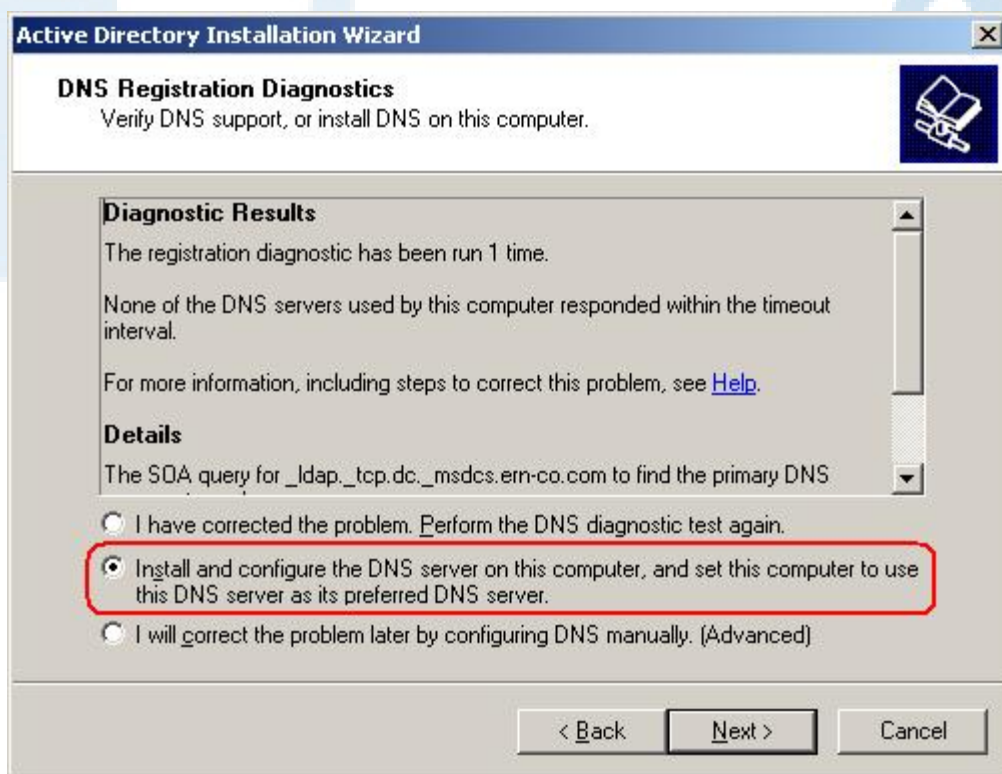 Active Directory Installation Wizard
DNS Registration Diagnostics
Verify DNS support, or install DNS on this computer.
Diagnostic Results
The registration diagnostic has been run 1 time.
None of the DNS servers used by this computer responded within the timeout
interval.
For more information, including steps to correct this problem, see Help.
Details
The SOA query for _ldap._tcp.dc._msdcs.ern-co.com to find the primary DNS
I have corrected the problem. Perform the DNS diagnostic test again.
Install and configure the DNS server on this computer, and set this computer to use
this DNS server as its preferred DNS server.
I will correct the problem later by configuring DNS manually. (Advanced)
< Back
Next >
Cancel